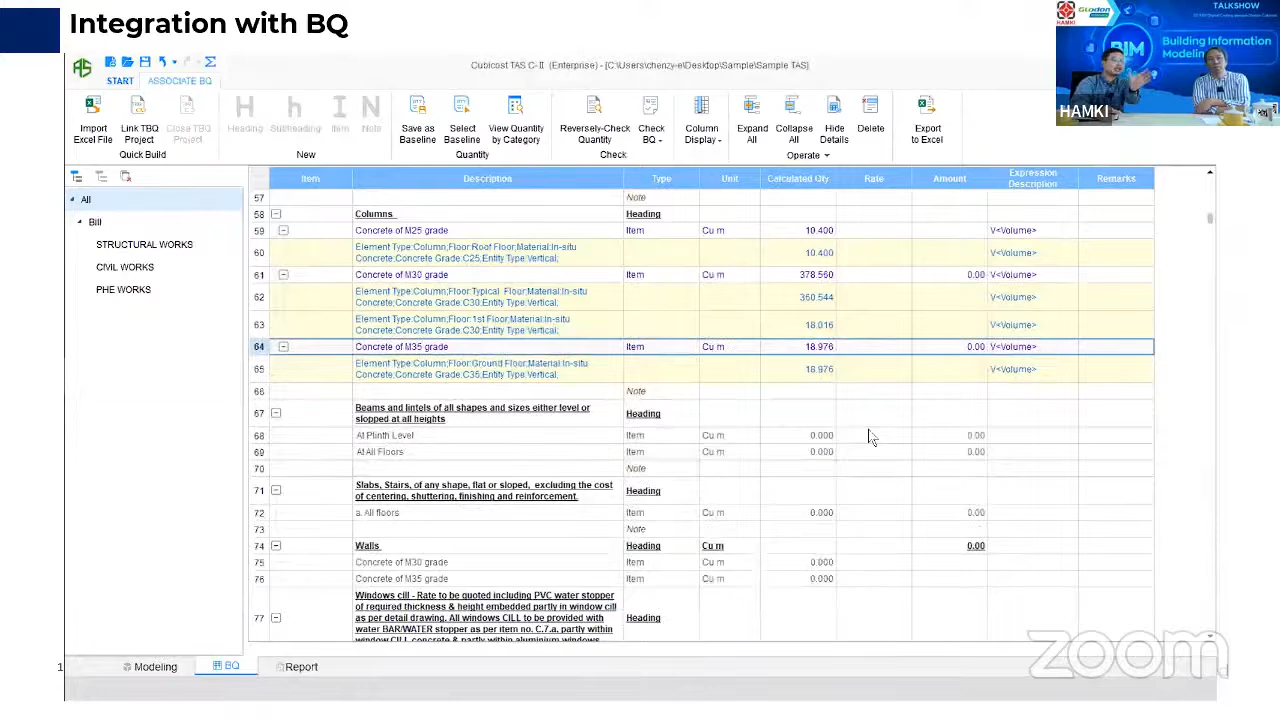 Integration with BQ
TALKSHOW
HAMKI
Glodon
BIM
Building Information
Modeling
HAMKI
Cubicost TAS C-II (Enterprise) - [C:\Users\chenzy-e\Desktop\Sample\Sample TAS]
START ASSOCIATE BQ
Import Excel File
Link TBQ Project
Close TBQ Project
Quick Build
H Heading
h Subheading
I Item
N Note
New
Save as Baseline
Select Baseline
View Quantity by Category
Quantity
Reversely-Check Quantity
Check BQ
Check
Column Display
Expand All
Collapse All
Hide Details
Delete
Operate
Export to Excel
All
Bill
STRUCTURAL WORKS
CIVIL WORKS
PHE WORKS
Item Description Type Unit Calculated Qty Rate Amount Expression Description Remarks
57 Note
58 Columns Heading
59 Concrete of M25 grade Item Cu m 10.400 V<Volume>
60 Element Type:Column;Floor:Roof Floor;Material:In-situ
Concrete;Concrete Grade:C25;Entity Type:Vertical; 10.400 V<Volume>
61 Concrete of M30 grade Item Cu m 378.560 0.00 V<Volume>
62 Element Type:Column;Floor:Typical Floor;Material:In-situ
Concrete;Concrete Grade:C30;Entity Type:Vertical; 360.544 V<Volume>
63 Element Type:Column;Floor:1st Floor;Material:In-situ
Concrete;Concrete Grade:C30;Entity Type:Vertical; 18.016 V<Volume>
64 Concrete of M35 grade Item Cu m 18.976 0.00 V<Volume>
65 Element Type:Column;Floor:Ground Floor;Material:In-situ
Concrete;Concrete Grade:C35;Entity Type:Vertical; 18.976 V<Volume>
66 Note
67 Beams and lintels of all shapes and sizes either level or
slopped at all heights Heading
68 At Plinth Level Item Cu m 0.000 0.00
69 At All Floors Item Cu m 0.000 0.00
70 Note
71 Slabs, Stairs, of any shape, flat or sloped, excluding the cost
of centering, shuttering, finishing and reinforcement. Heading
72 a. All floors Item Cu m 0.000 0.00
73 Note
74 Walls Heading Cu m 0.00
75 Concrete of M30 grade Item Cu m 0.000
76 Concrete of M35 grade Item Cu m 0.000
77 Windows cill - Rate to be quoted including PVC water stopper
of required thickness & height embedded partly in window cill
as per detail drawing. All windows CILL to be provided with
water BAR/WATER stopper as per item no. C.7.a, partly within
window CILL concrete & partly within aluminium windows Heading
1
Modeling BQ Report
zoom